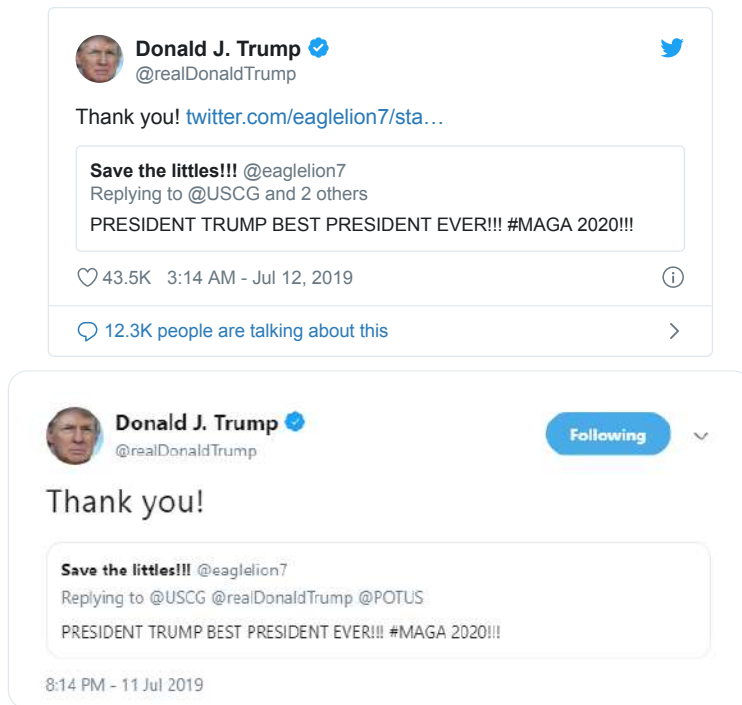 Donald J. Trump
@realDonaldTrump
Thank you! twitter.com/eaglelion7/sta…
Save the littles!!! @eaglelion7
Replying to @USCG and 2 others
PRESIDENT TRUMP BEST PRESIDENT EVER!!! #MAGA 2020!!!
43.5K 3:14 AM - Jul 12, 2019
12.3K people are talking about this
Donald J. Trump
@realDonaldTrump
Following
Thank you!
Save the littles!!! @eaglelion7
Replying to @USCG @realDonaldTrump @POTUS
PRESIDENT TRUMP BEST PRESIDENT EVER!!! #MAGA 2020!!!
8:14 PM - 11 Jul 2019